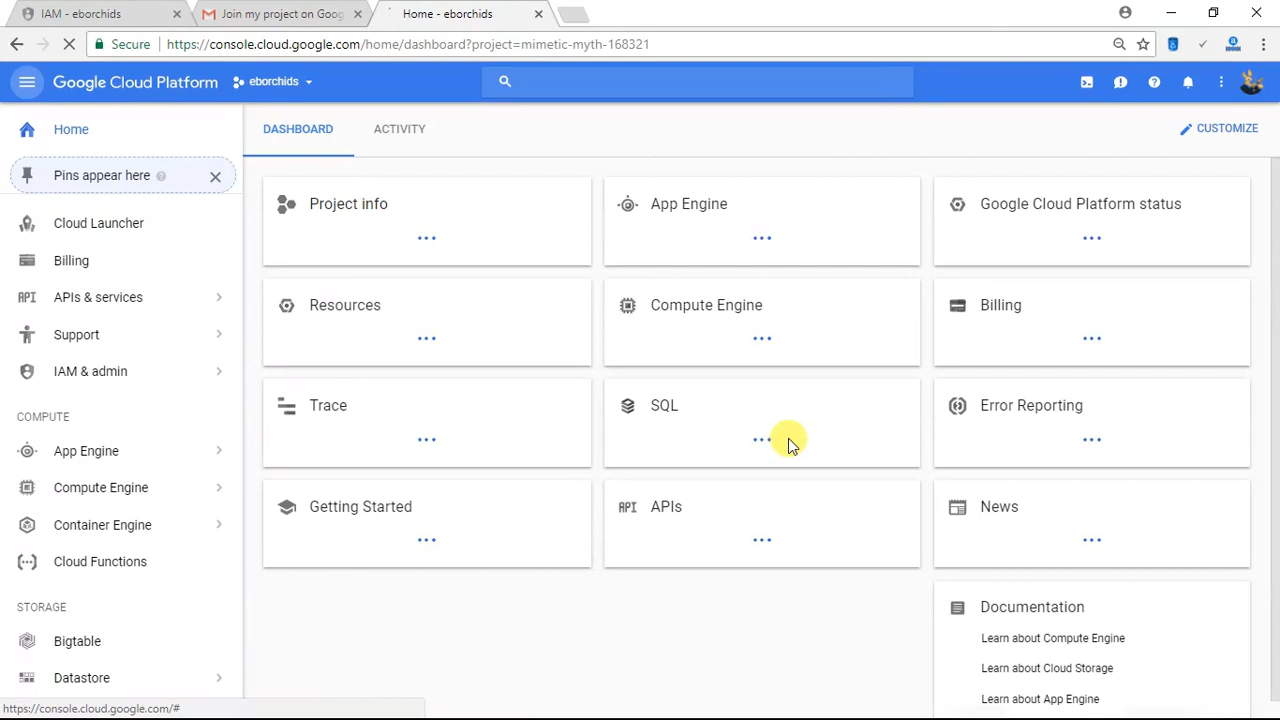 IAM - eborchids
Join my project on Goog
Home - eborchids
Secure
https://console.cloud.google.com/home/dashboard?project=mimetic-myth-168321
Google Cloud Platform
eborchids
Home
Pins appear here
Cloud Launcher
Billing
API
APIs & services
Support
IAM & admin
COMPUTE
App Engine
Compute Engine
Container Engine
Cloud Functions
STORAGE
Bigtable
Datastore
DASHBOARD
ACTIVITY
CUSTOMIZE
Project info
App Engine
Google Cloud Platform status
Resources
Compute Engine
Billing
Trace
SQL
Error Reporting
Getting Started
API
APIs
News
Documentation
Learn about Compute Engine
Learn about Cloud Storage
Learn about App Engine
https://console.cloud.google.com/#